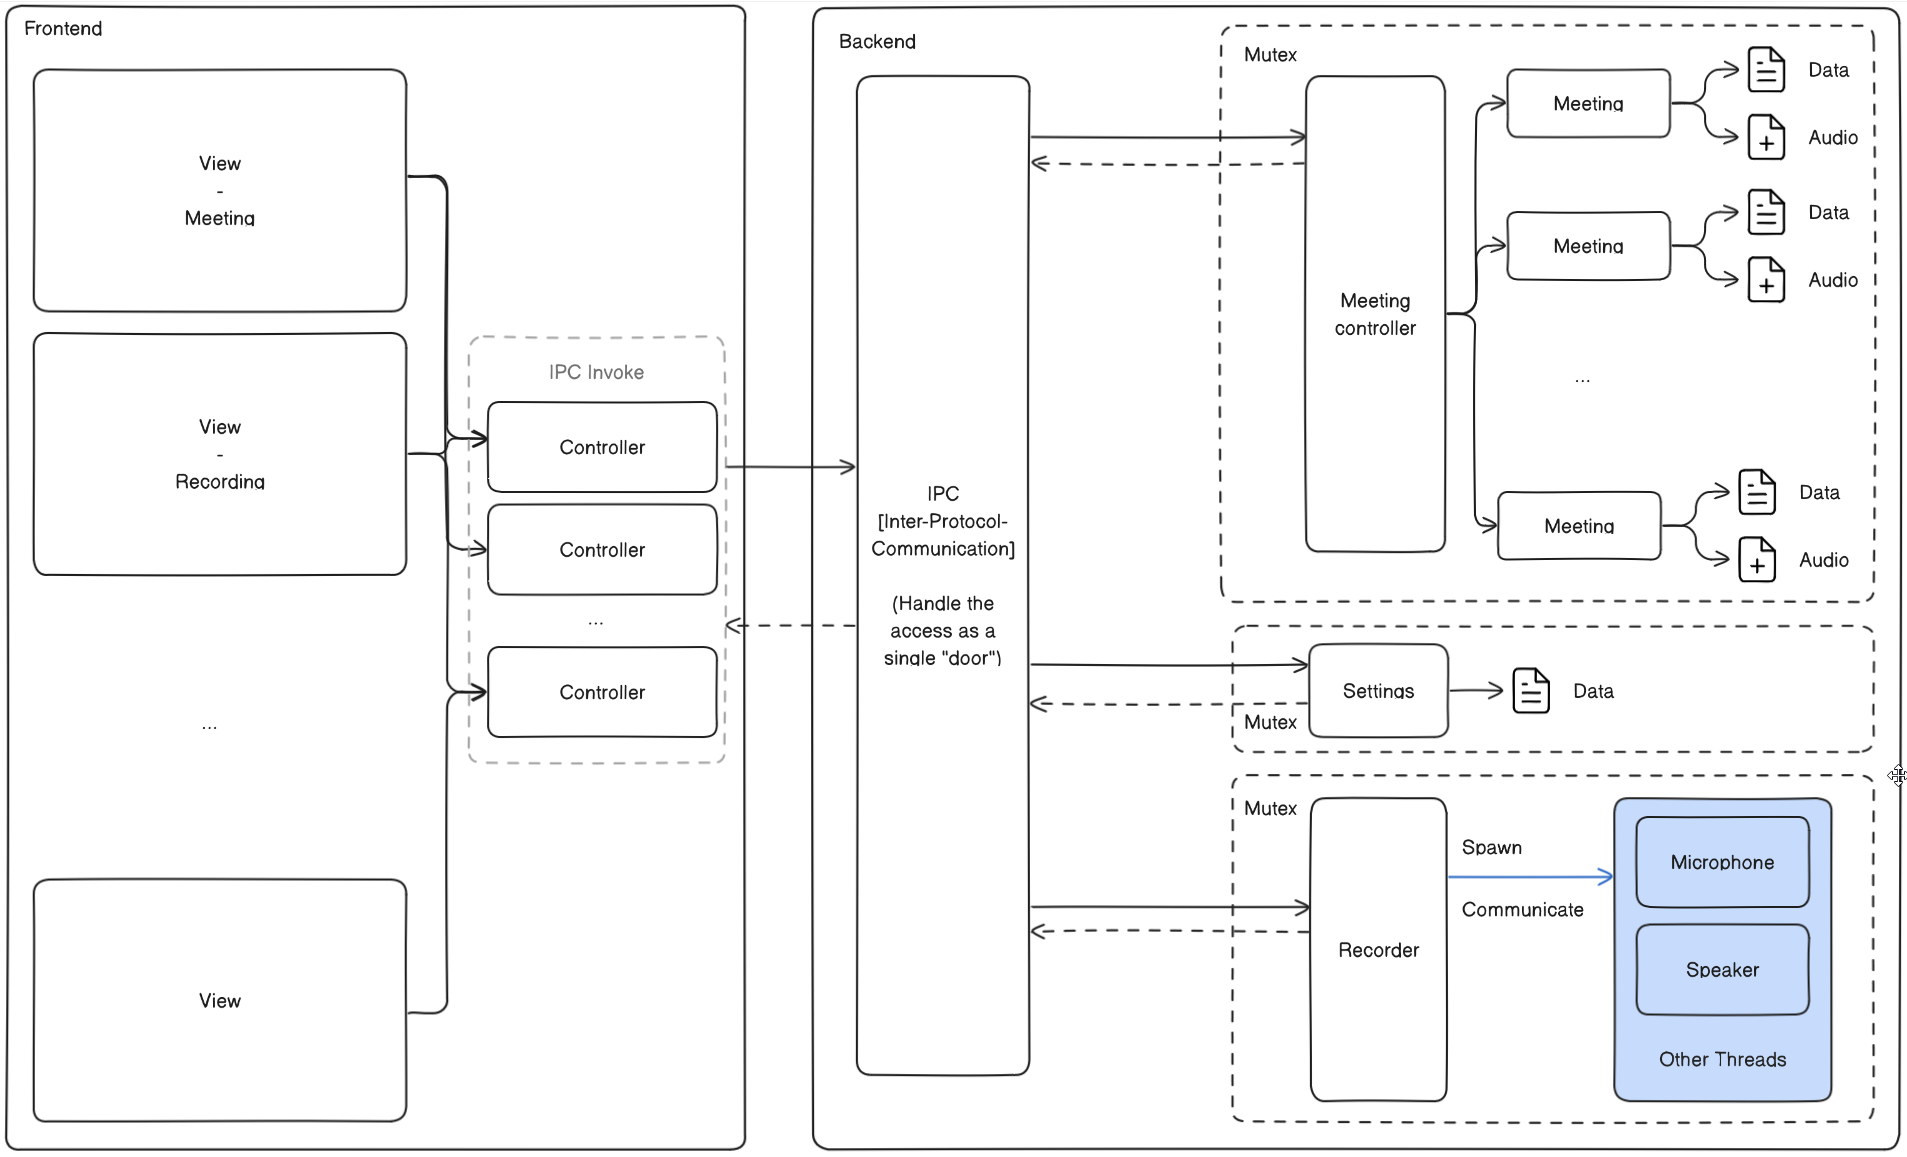 Frontend
View
-
Meeting
View
-
Recording
...
View
IPC Invoke
Controller
Controller
...
Controller
Backend
IPC
[Inter-Protocol-
Communication]
(Handle the
access as a
single "door")
Mutex
Meeting
controller
Meeting
Data
Audio
Meeting
Data
Audio
...
Meeting
Data
Audio
Mutex
Settings
Data
Mutex
Recorder
Spawn
Communicate
Microphone
Speaker
Other Threads